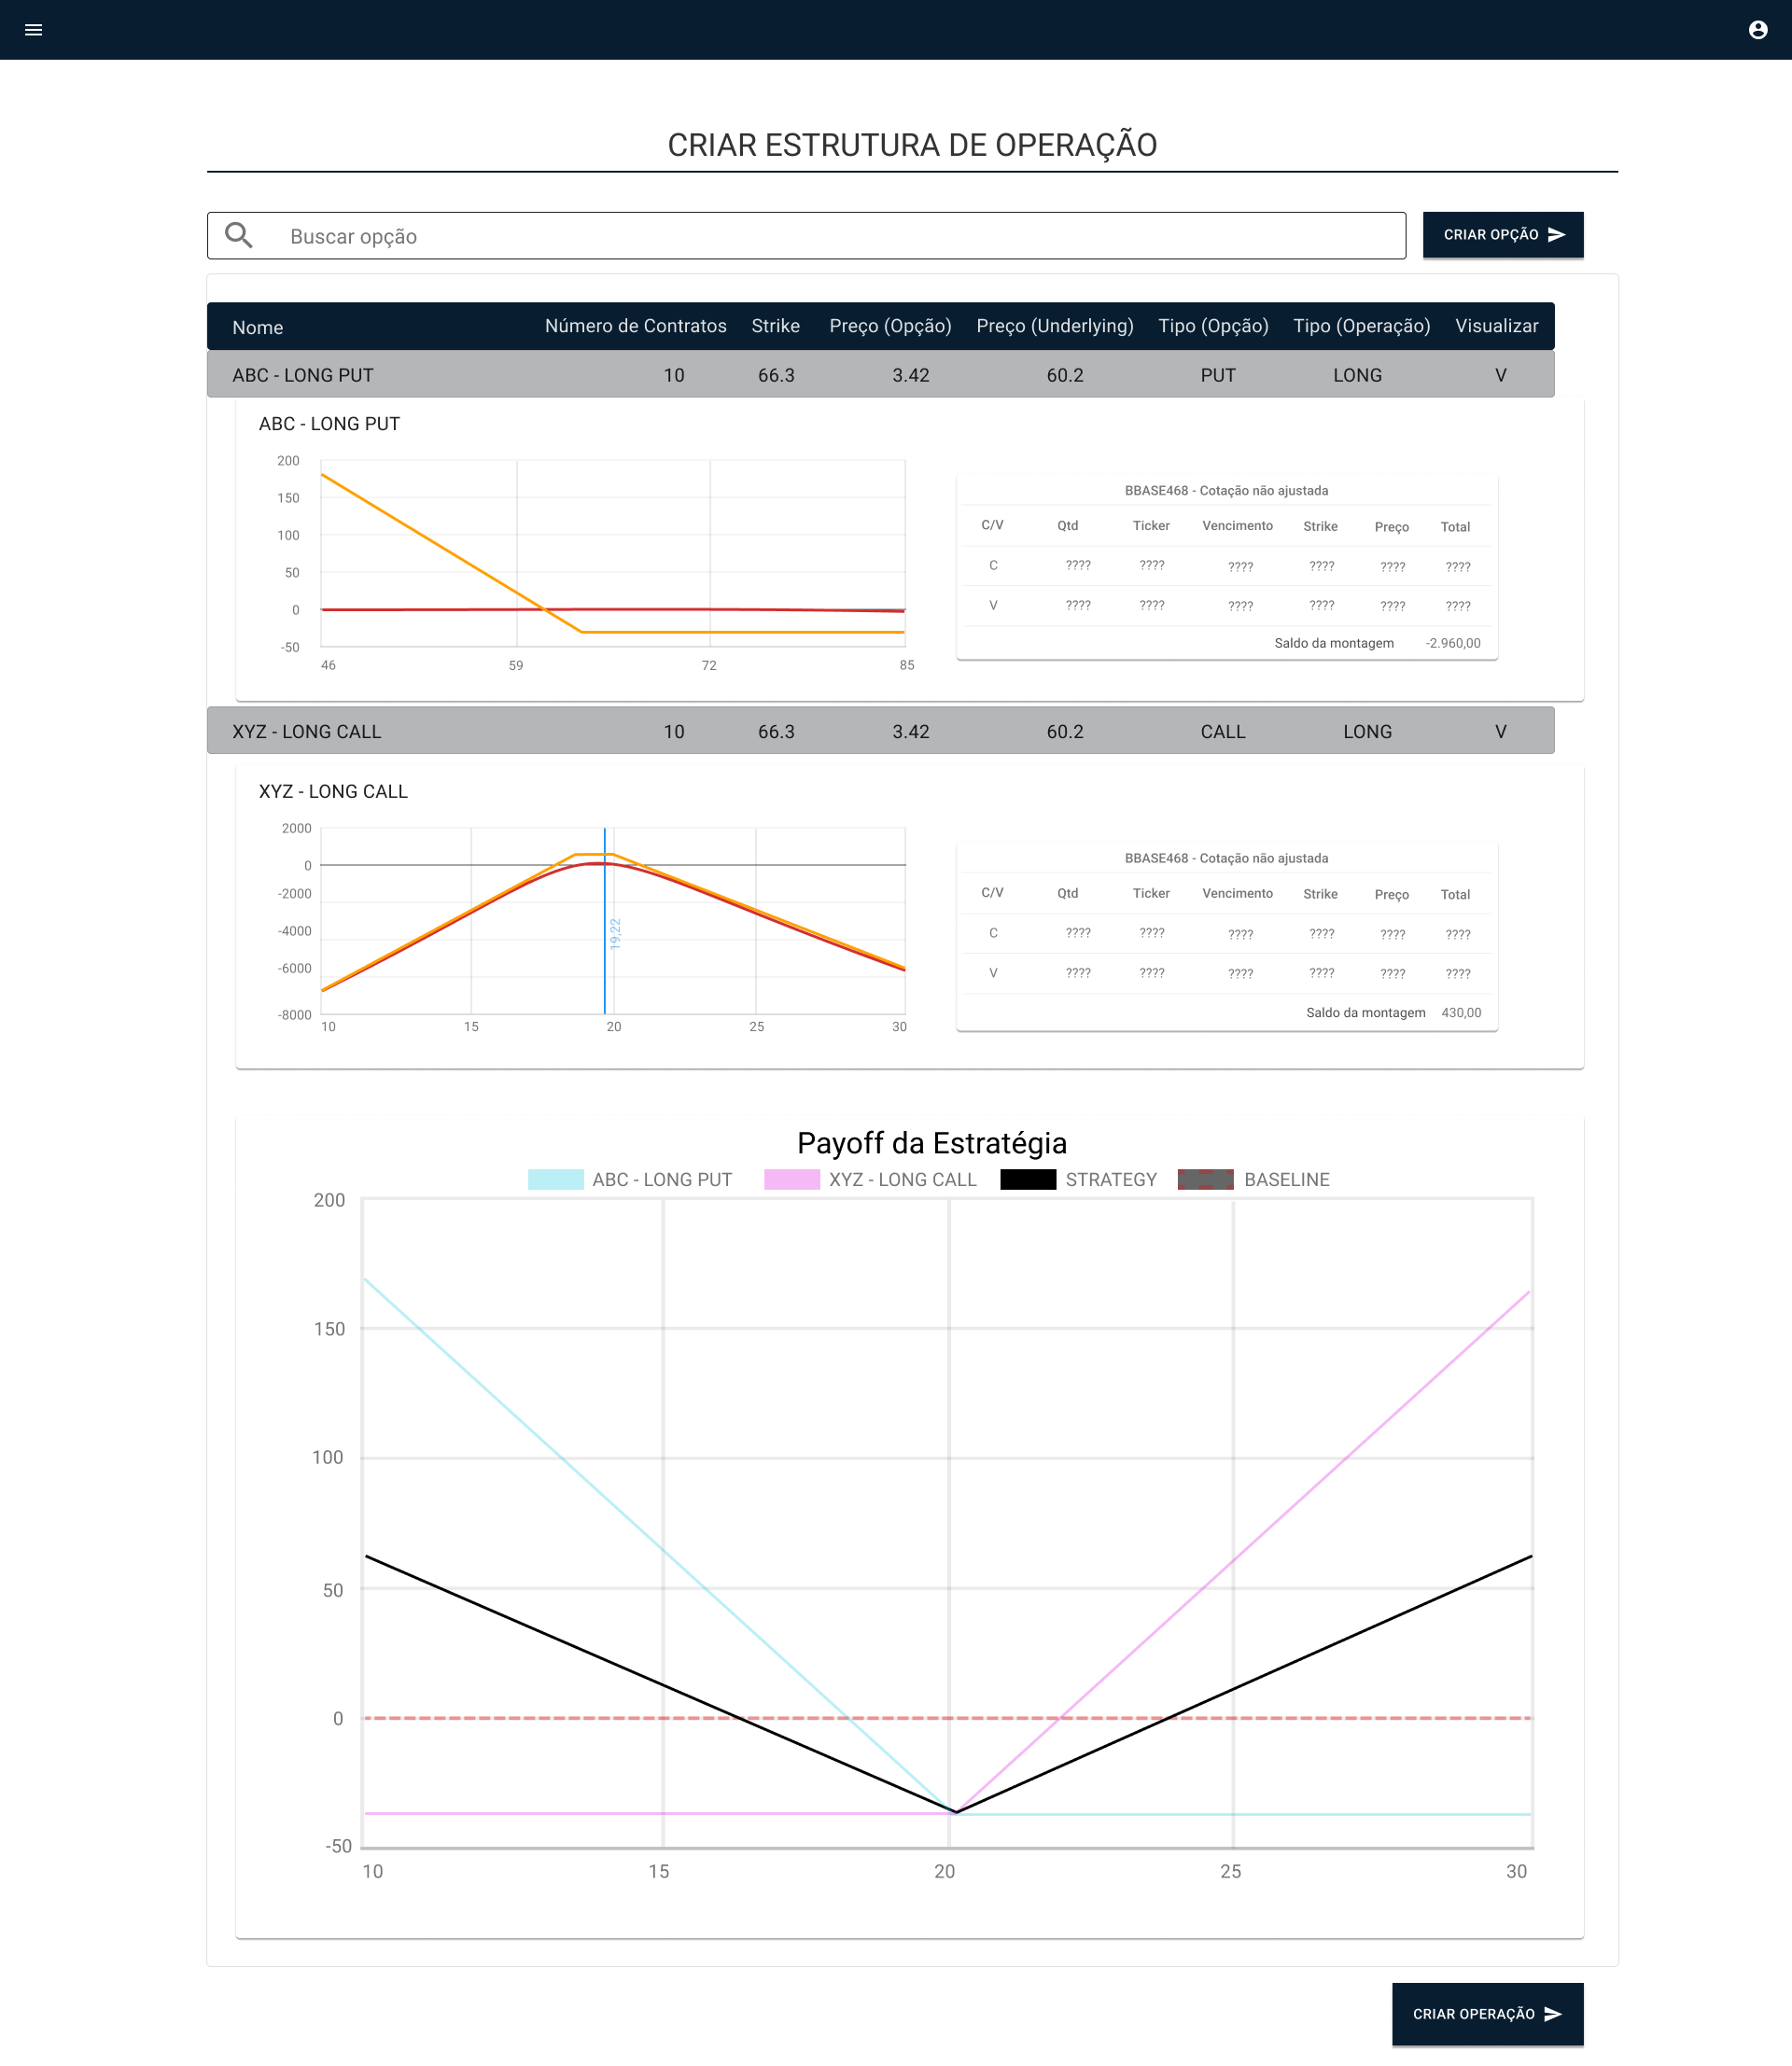 CRIAR ESTRUTURA DE OPERAÇÃO
Buscar opção
CRIAR OPÇÃO
Nome Número de Contratos Strike Preço (Opção) Preço (Underlying) Tipo (Opção) Tipo (Operação) Visualizar
ABC - LONG PUT 10 66.3 3.42 60.2 PUT LONG V
ABC - LONG PUT
200
150
100
50
0
-50
46 59 72 85
BBASE468 - Cotação não ajustada
C/V Qtd Ticker Vencimento Strike Preço Total
C ???? ???? ???? ???? ???? ????
V ???? ???? ???? ???? ???? ????
Saldo da montagem -2.960,00
XYZ - LONG CALL 10 66.3 3.42 60.2 CALL LONG V
XYZ - LONG CALL
2000
0
-2000
-4000
-6000
-8000
19,22
10 15 20 25 30
BBASE468 - Cotação não ajustada
C/V Qtd Ticker Vencimento Strike Preço Total
C ???? ???? ???? ???? ???? ????
V ???? ???? ???? ???? ???? ????
Saldo da montagem 430,00
Payoff da Estratégia
ABC - LONG PUT XYZ - LONG CALL STRATEGY BASELINE
200
150
100
50
0
-50
10 15 20 25 30
CRIAR OPERAÇÃO